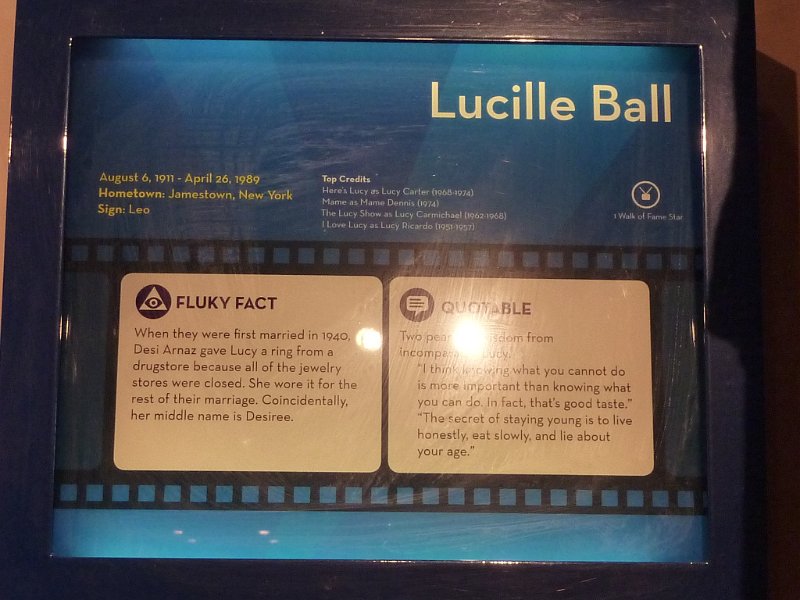 Lucille Ball
August 6, 1911 - April 26, 1989
Hometown: Jamestown, New York
Sign: Leo
Top Credits
Here's Lucy as Lucy Carter (1968-1974)
Mame as Mame Dennis (1974)
The Lucy Show as Lucy Carmichael (1962-1968)
I Love Lucy as Lucy Ricardo (1951-1957)
1 Walk of Fame Star
FLUKY FACT
When they were first married in 1940,
Desi Arnaz gave Lucy a ring from a
drugstore because all of the jewelry
stores were closed. She wore it for the
rest of their marriage. Coincidentally,
her middle name is Desiree.
QUOTABLE
Two from
Lucy:
"I think knowing what you cannot do
is more important than knowing what
you can do. In fact, that's good taste."
"The secret of staying young is to live
honestly, eat slowly, and lie about
your age."